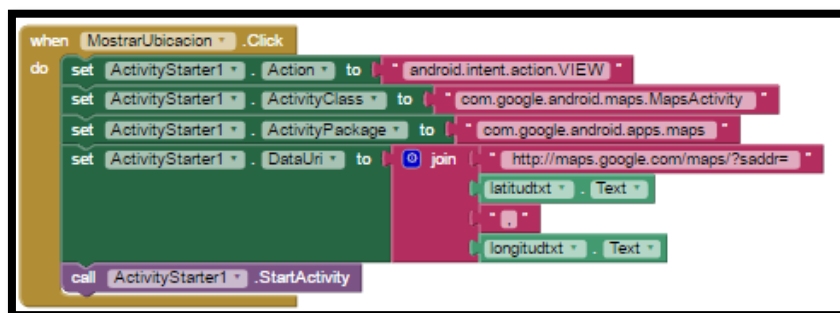 when MostrarUbicacion .Click
do set ActivityStarter1 . Action to " android.intent.action.VIEW "
set ActivityStarter1 . ActivityClass to " com.google.android.maps.MapsActivity "
set ActivityStarter1 . ActivityPackage to " com.google.android.apps.maps "
set ActivityStarter1 . DataUri to join " http://maps.google.com/maps/?saddr= "
latitudtxt . Text
" , "
longitudtxt . Text
call ActivityStarter1 .StartActivity